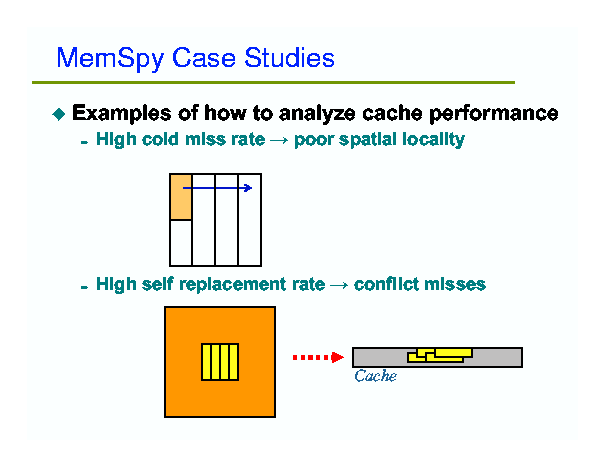 MemSpy Case Studies
Examples of how to analyze cache performance
- High cold miss rate → poor spatial locality
- High self replacement rate → conflict misses
Cache